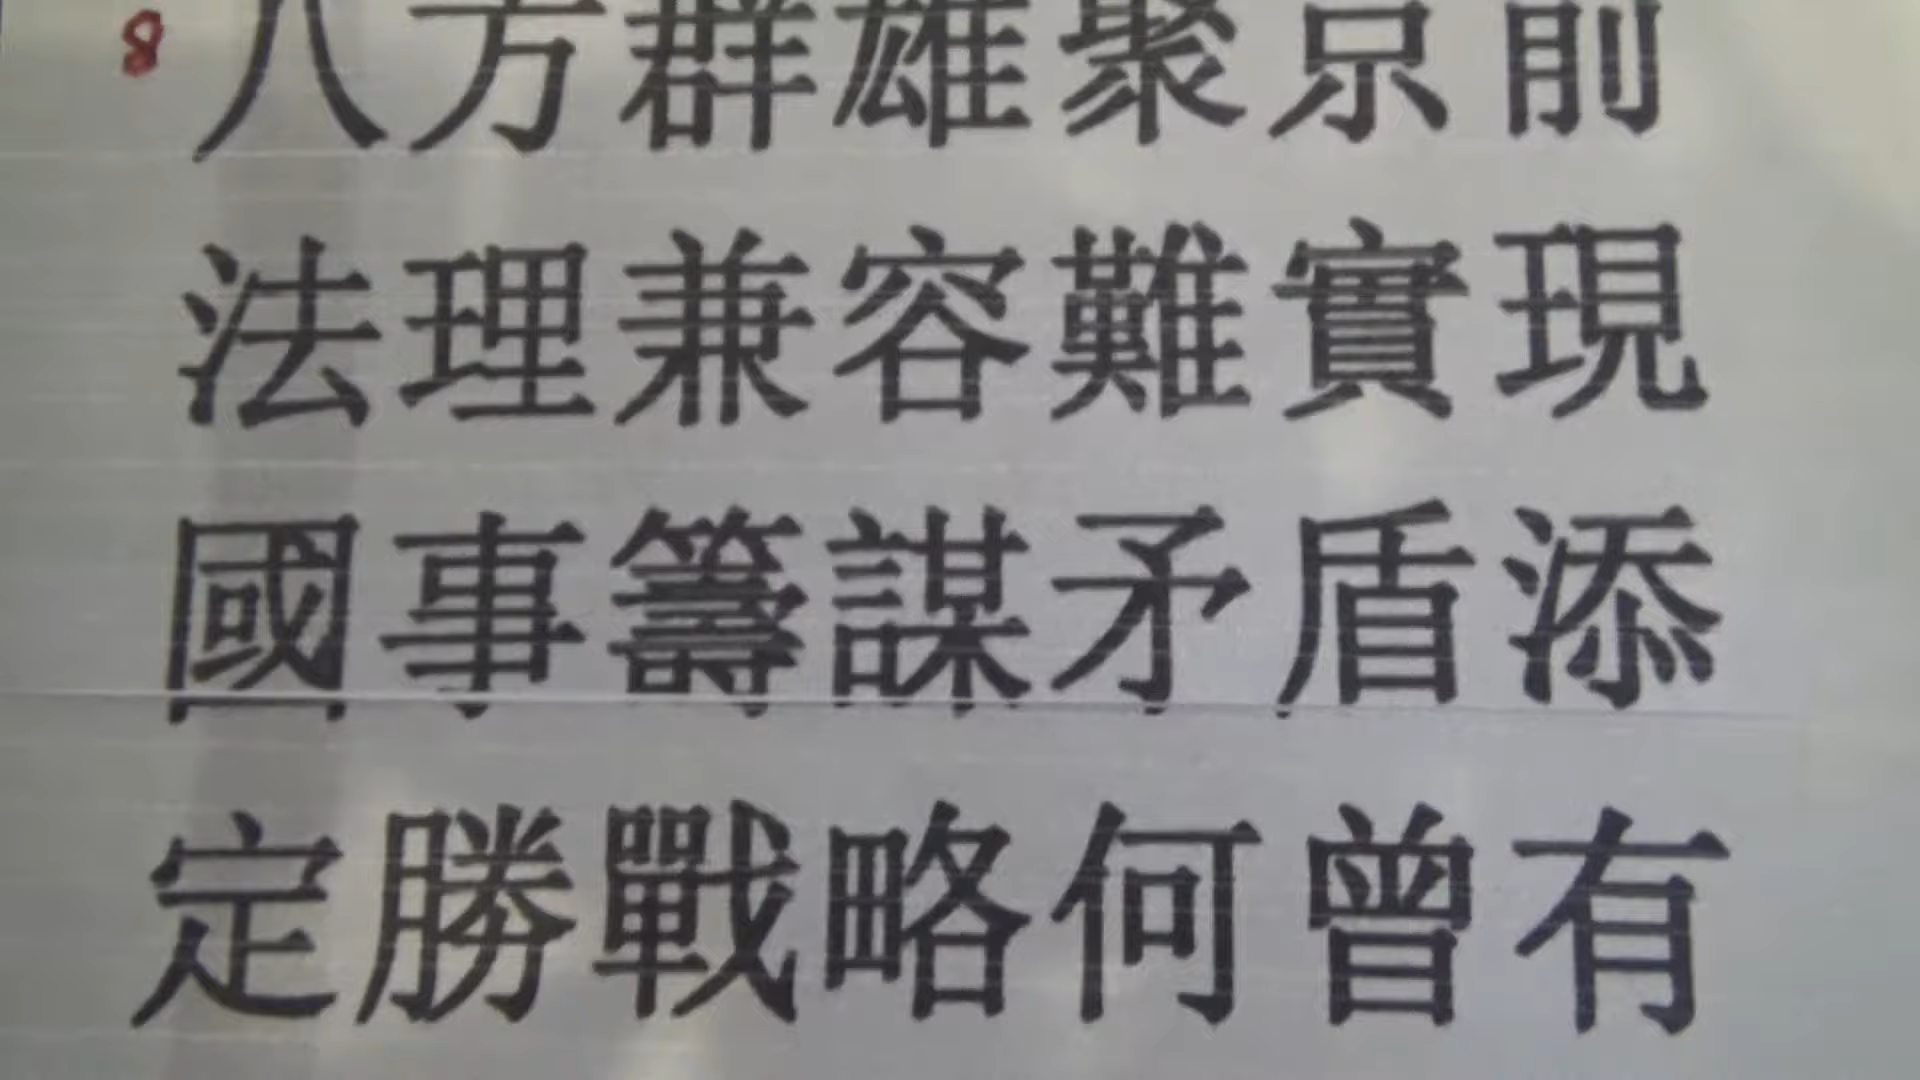 8 八方群雄聚京前
法理兼容難實現
國事籌謀矛盾添
定勝戰略何曾有